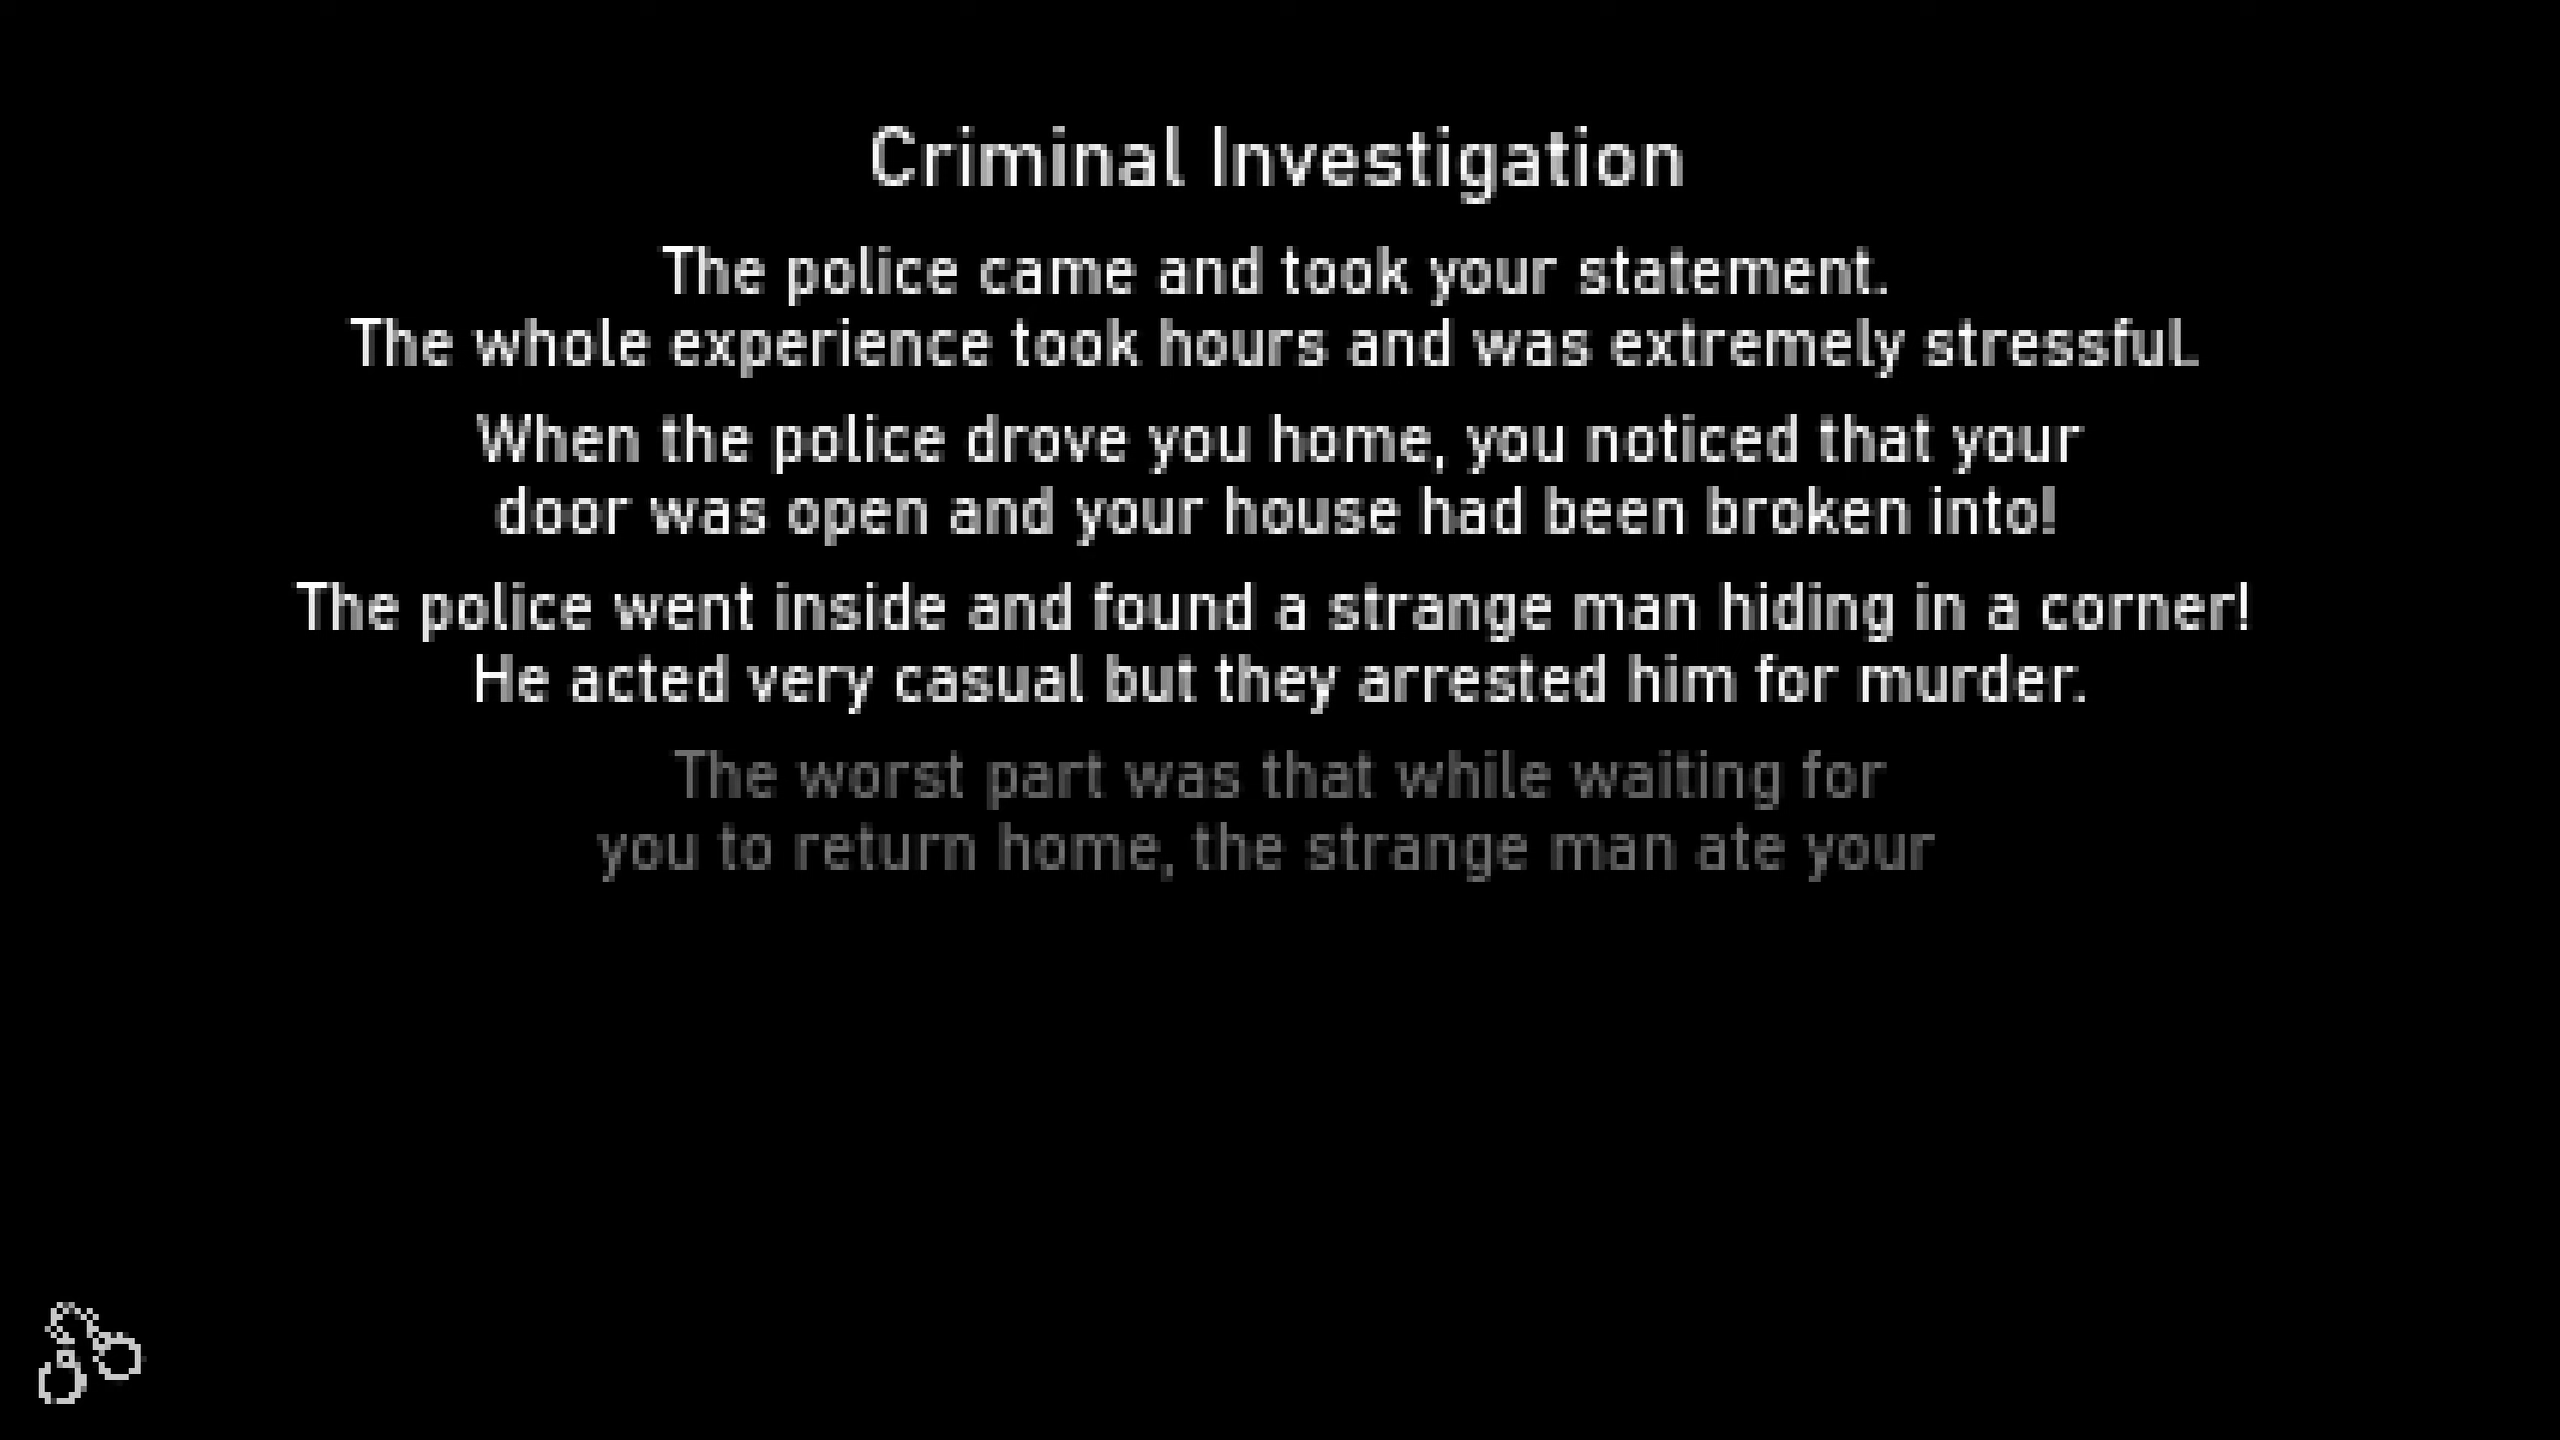 Criminal Investigation
The police came and took your statement.
The whole experience took hours and was extremely stressful.
When the police drove you home, you noticed that your
door was open and your house had been broken into!
The police went inside and found a strange man hiding in a corner!
He acted very casual but they arrested him for murder.
The worst part was that while waiting for
you to return home, the strange man ate your